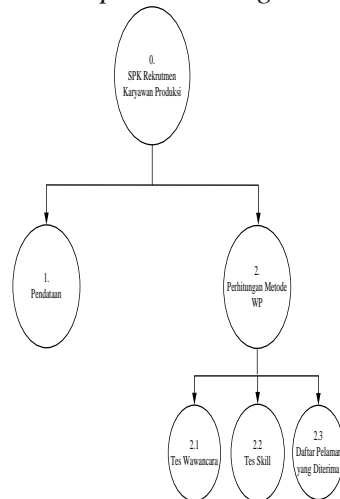 0.
SPK Rekrutmen
Karyawan Produksi
1.
Pendataan
2.
Perhitungan Metode
WP
2.1
Tes Wawancara
2.2
Tes Skill
2.3
Daftar Pelamar
yang Diterima